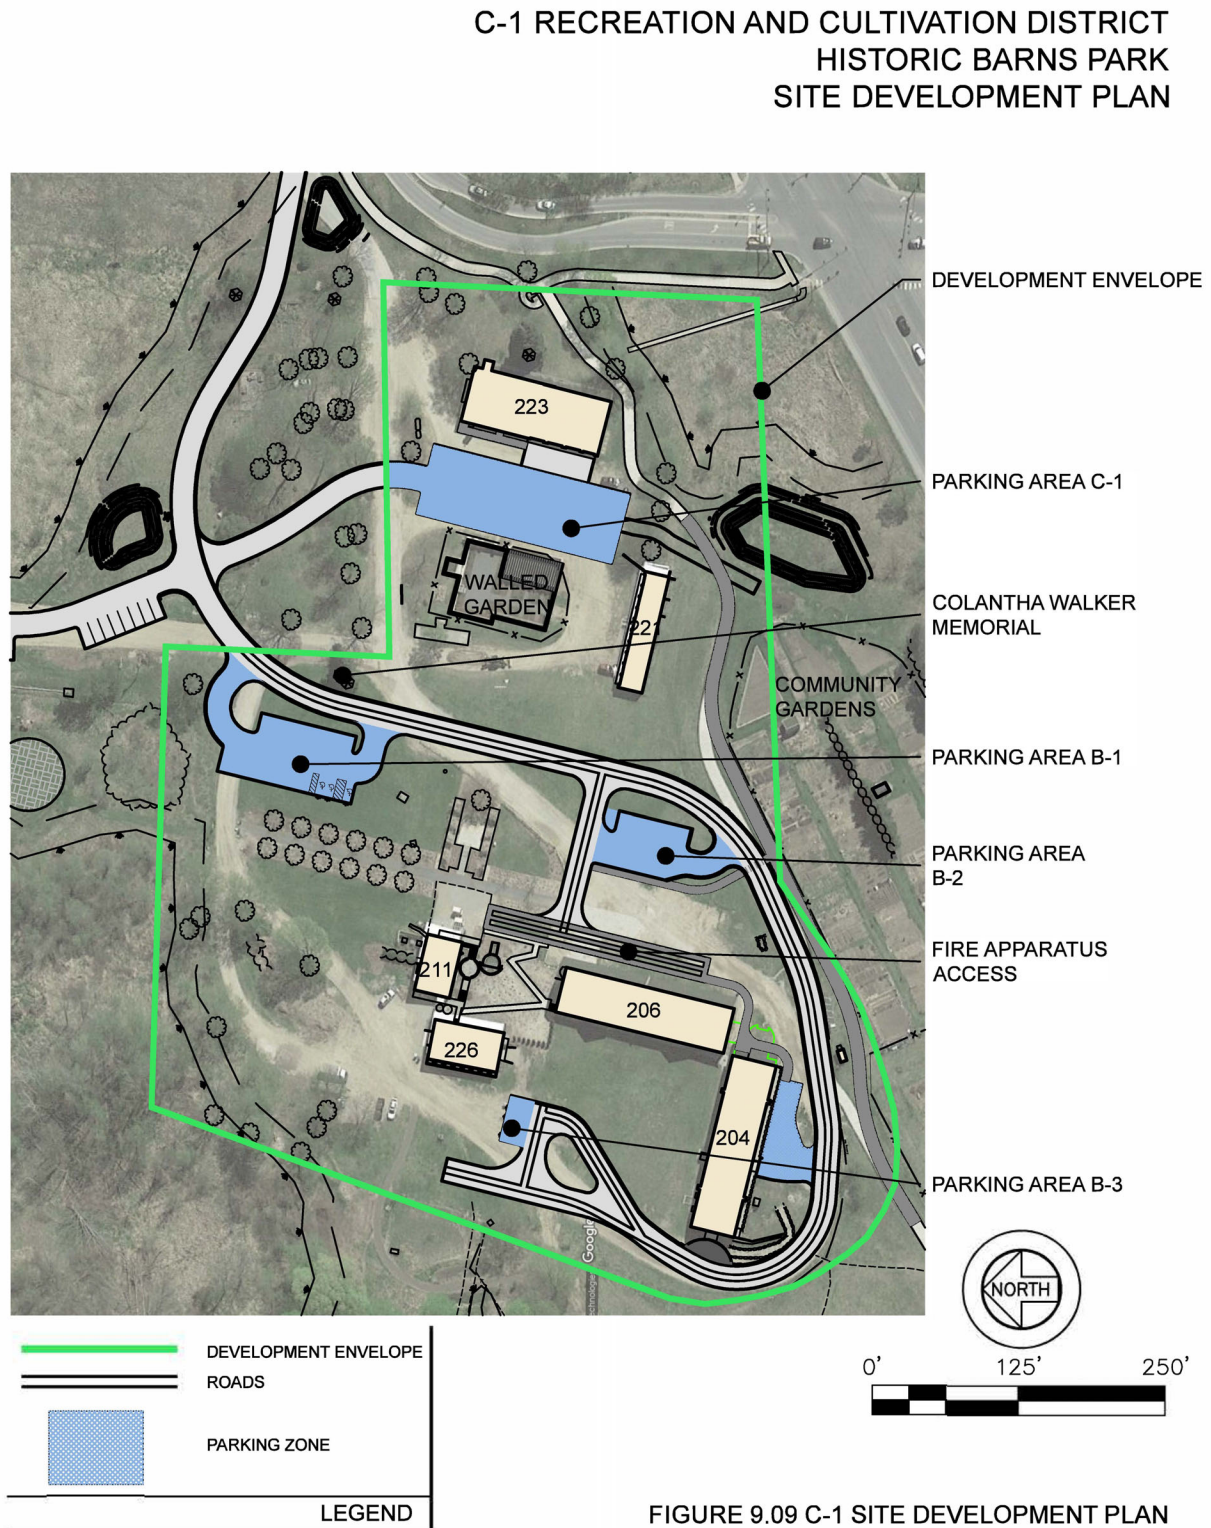 C-1 RECREATION AND CULTIVATION DISTRICT
HISTORIC BARNS PARK
SITE DEVELOPMENT PLAN
DEVELOPMENT ENVELOPE
223
PARKING AREA C-1
WALLED
GARDEN
221
COLANTHA WALKER
MEMORIAL
COMMUNITY
GARDENS
PARKING AREA B-1
PARKING AREA
B-2
FIRE APPARATUS
ACCESS
211
206
226
204
PARKING AREA B-3
Google
NORTH
0' 125' 250'
DEVELOPMENT ENVELOPE
ROADS
PARKING ZONE
LEGEND
FIGURE 9.09 C-1 SITE DEVELOPMENT PLAN